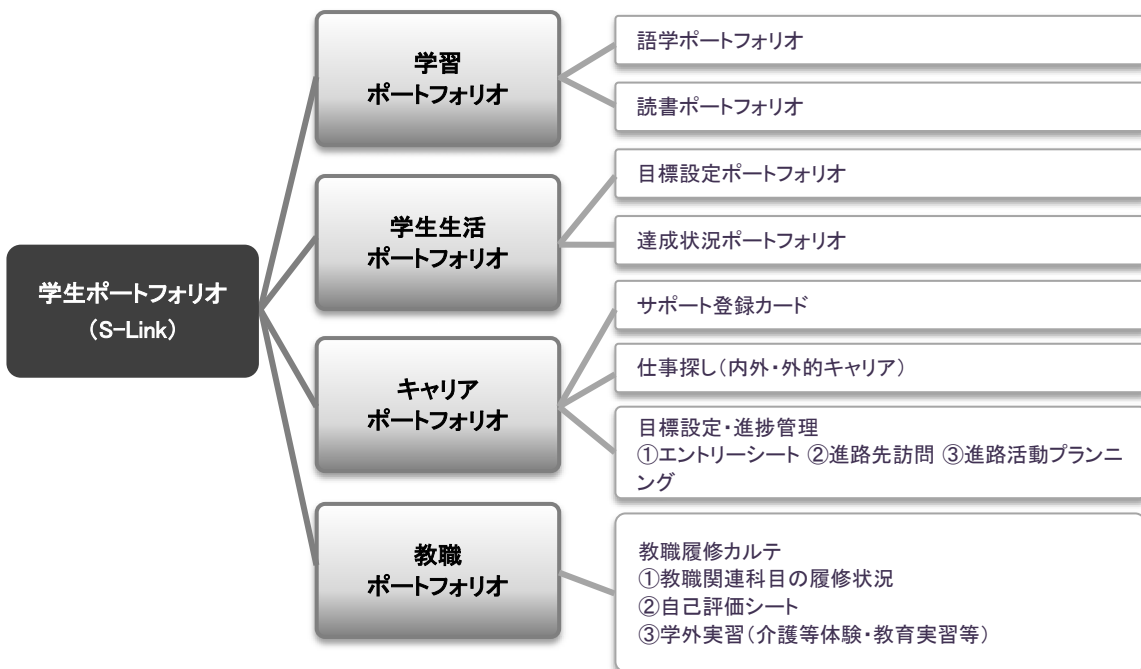 学生ポートフォリオ
（S-Link）
学習
ポートフォリオ
語学ポートフォリオ
読書ポートフォリオ
学生生活
ポートフォリオ
目標設定ポートフォリオ
達成状況ポートフォリオ
キャリア
ポートフォリオ
サポート登録カード
仕事探し（内外・外的キャリア）
目標設定・進捗管理
①エントリーシート ②進路先訪問 ③進路活動プランニ
ング
教職
ポートフォリオ
教職履修カルテ
①教職関連科目の履修状況
②自己評価シート
③学外実習（介護等体験・教育実習等）